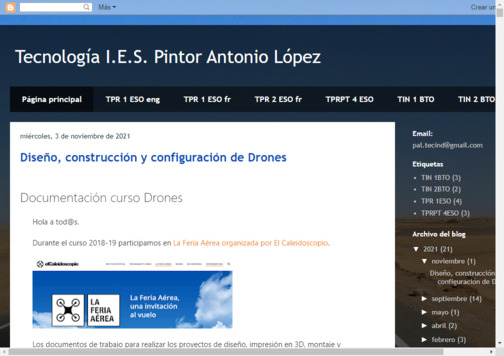 Más
Crear un
Tecnología I.E.S. Pintor Antonio López
Página principal
TPR 1 ESO eng
TPR 1 ESO fr
TPR 2 ESO fr
TPRPT 4 ESO
TIN 1 BTO
TIN 2 BTO
miércoles, 3 de noviembre de 2021
Diseño, construcción y configuración de Drones
Documentación curso Drones
Hola a tod@s.
Durante el curso 2018-19 participamos en La Feria Aérea organizada por El Caleidoscopio.
elCaleidoscopio
LA
FERIA
AÉREA
La Feria Aérea,
una invitación
al vuelo
Los documentos de trabajo para realizar los proyectos de diseño, impresión en 3D, montaje y
Email:
pal.tecind@gmail.com
Etiquetas
TIN 1BTO (3)
TIN 2BTO (2)
TPR 1ESO (4)
TPRPT 4ESO (3)
Archivo del blog
▼ 2021 (21)
▼ noviembre (1)
Diseño, construcción
configuración de D
► septiembre (14)
► mayo (1)
► abril (2)
► febrero (3)